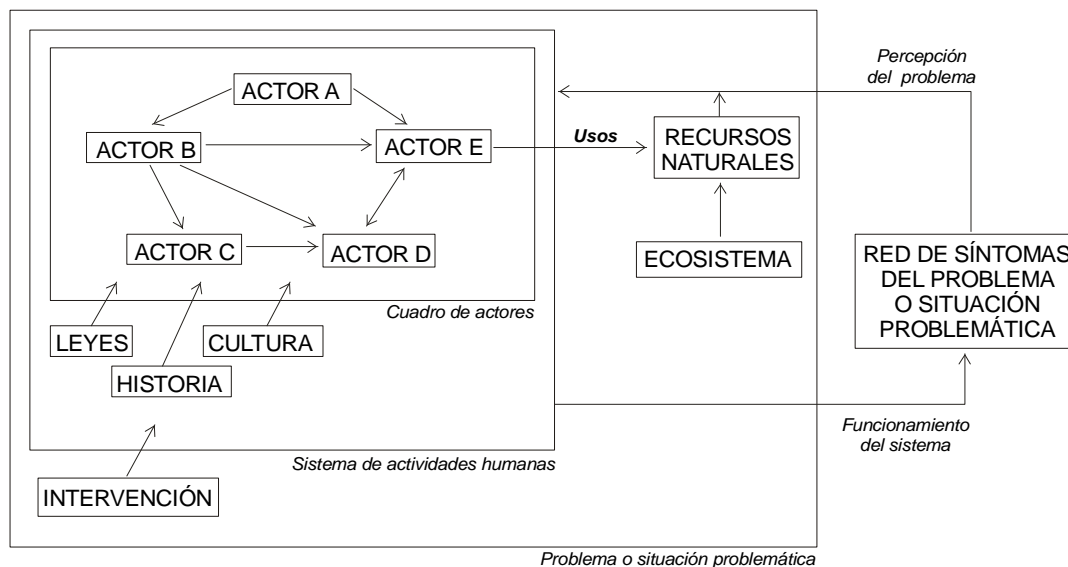 Percepción
del problema
ACTOR A
Usos
RECURSOS
NATURALES
ACTOR B
ACTOR E
ACTOR C
ACTOR D
ECOSISTEMA
RED DE SÍNTOMAS
DEL PROBLEMA
O SITUACIÓN
PROBLEMÁTICA
Cuadro de actores
LEYES
CULTURA
HISTORIA
Funcionamiento
del sistema
Sistema de actividades humanas
INTERVENCIÓN
Problema o situación problemática